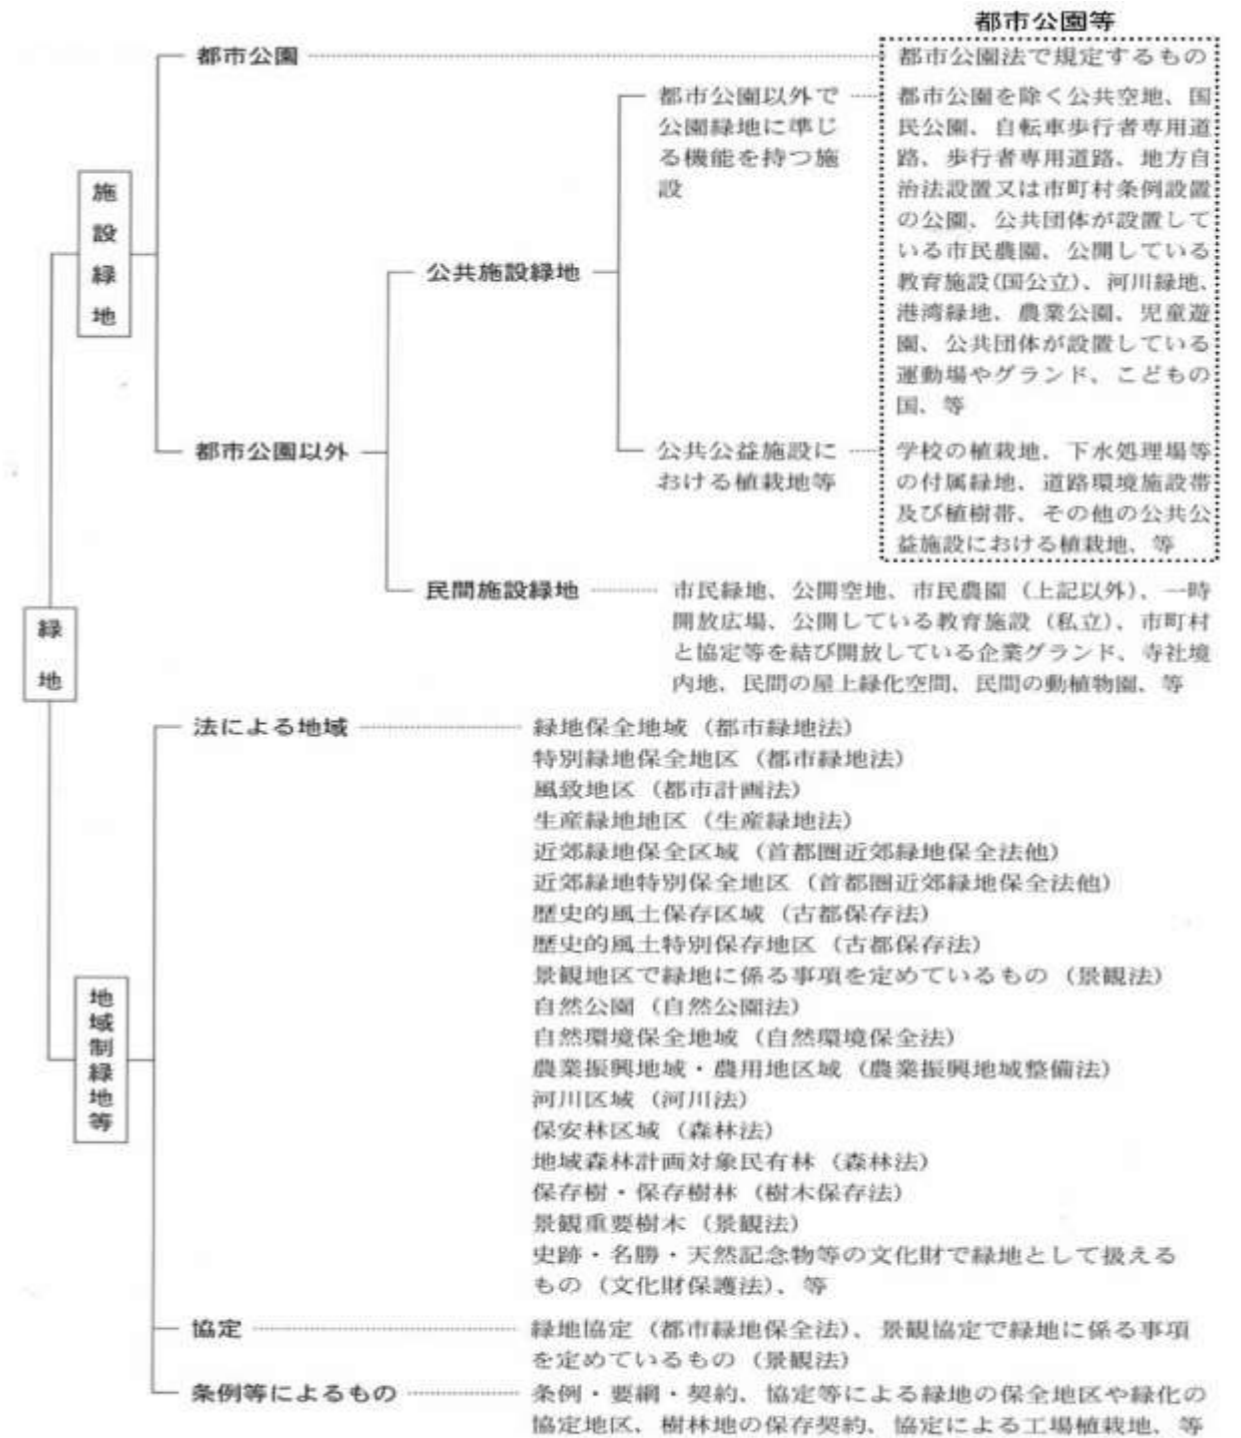 都市公園等
都市公園
都市公園法で規定するもの
都市公園以外で
公園緑地に準じ
る機能を持つ施
設
都市公園を除く公共空地、国
民公園、自転車歩行者専用道
路、歩行者専用道路、地方自
治法設置又は市町村条例設置
の公園、公共団体が設置して
いる市民農園、公開している
教育施設(国公立)、河川緑地、
港湾緑地、農業公園、児童遊
園、公共団体が設置している
運動場やグランド、こどもの
国、等
施設緑地
公共施設緑地
都市公園以外
公共公益施設に
おける植栽地等
学校の植栽地、下水処理場等
の付属緑地、道路環境施設帯
及び植樹帯、その他の公共公
益施設における植栽地、等
民間施設緑地
市民緑地、公開空地、市民農園（上記以外）、一時
開放広場、公開している教育施設（私立）、市町村
と協定等を結び開放している企業グランド、寺社境
内地、民間の屋上緑化空間、民間の動植物園、等
緑地
法による地域
緑地保全地域（都市緑地法）
特別緑地保全地区（都市緑地法）
風致地区（都市計画法）
生産緑地地区（生産緑地法）
近郊緑地保全区域（首都圏近郊緑地保全法他）
近郊緑地特別保全地区（首都圏近郊緑地保全法他）
歴史的風土保存区域（古都保存法）
歴史的風土特別保存地区（古都保存法）
景観地区で緑地に係る事項を定めているもの（景観法）
自然公園（自然公園法）
自然環境保全地域（自然環境保全法）
農業振興地域・農用地区域（農業振興地域整備法）
河川区域（河川法）
保安林区域（森林法）
地域森林計画対象民有林（森林法）
保存樹・保存樹林（樹木保存法）
景観重要樹木（景観法）
史跡・名勝・天然記念物等の文化財で緑地として扱える
もの（文化財保護法）、等
地域制緑地等
協定
緑地協定（都市緑地保全法）、景観協定で緑地に係る事項
を定めているもの（景観法）
条例等によるもの
条例・要綱・契約、協定等による緑地の保全地区や緑化の
協定地区、樹林地の保存契約、協定による工場植栽地、等